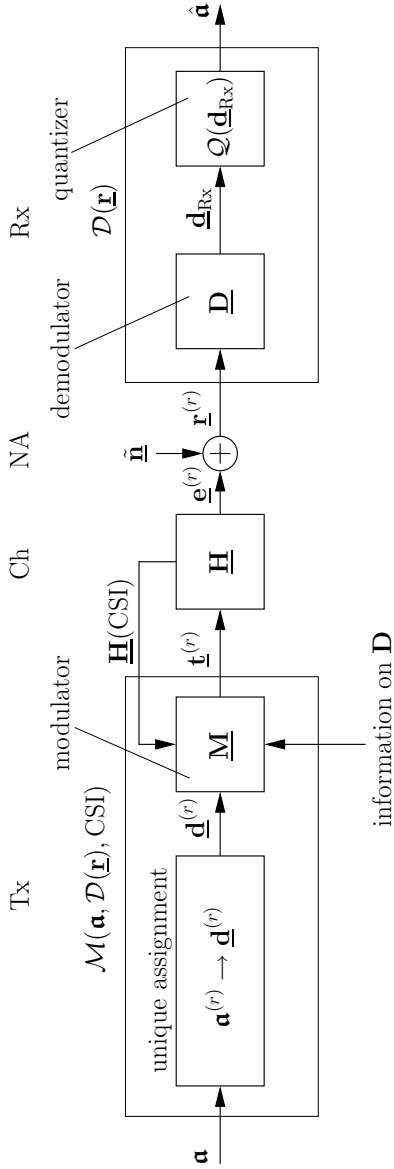 Tx
Ch
NA
Rx
M(a, D(r), CSI)
modulator
H(CSI)
demodulator
D(r)
quantizer
unique assignment
a
a^(r) → d^(r)
d^(r)
M
t^(r)
H
e^(r)
ñ
+
r^(r)
D
d_Rx
Q(d_Rx)
â
information on D